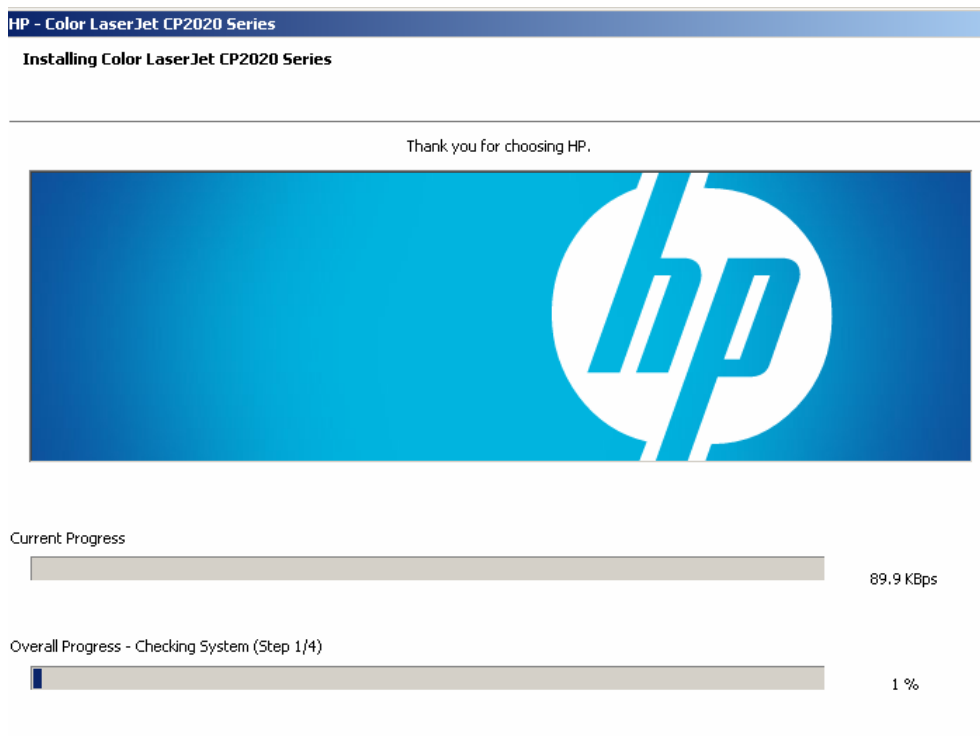 HP - Color LaserJet CP2020 Series
Installing Color LaserJet CP2020 Series
Thank you for choosing HP.
hp
Current Progress
89.9 KBps
Overall Progress - Checking System (Step 1/4)
1 %